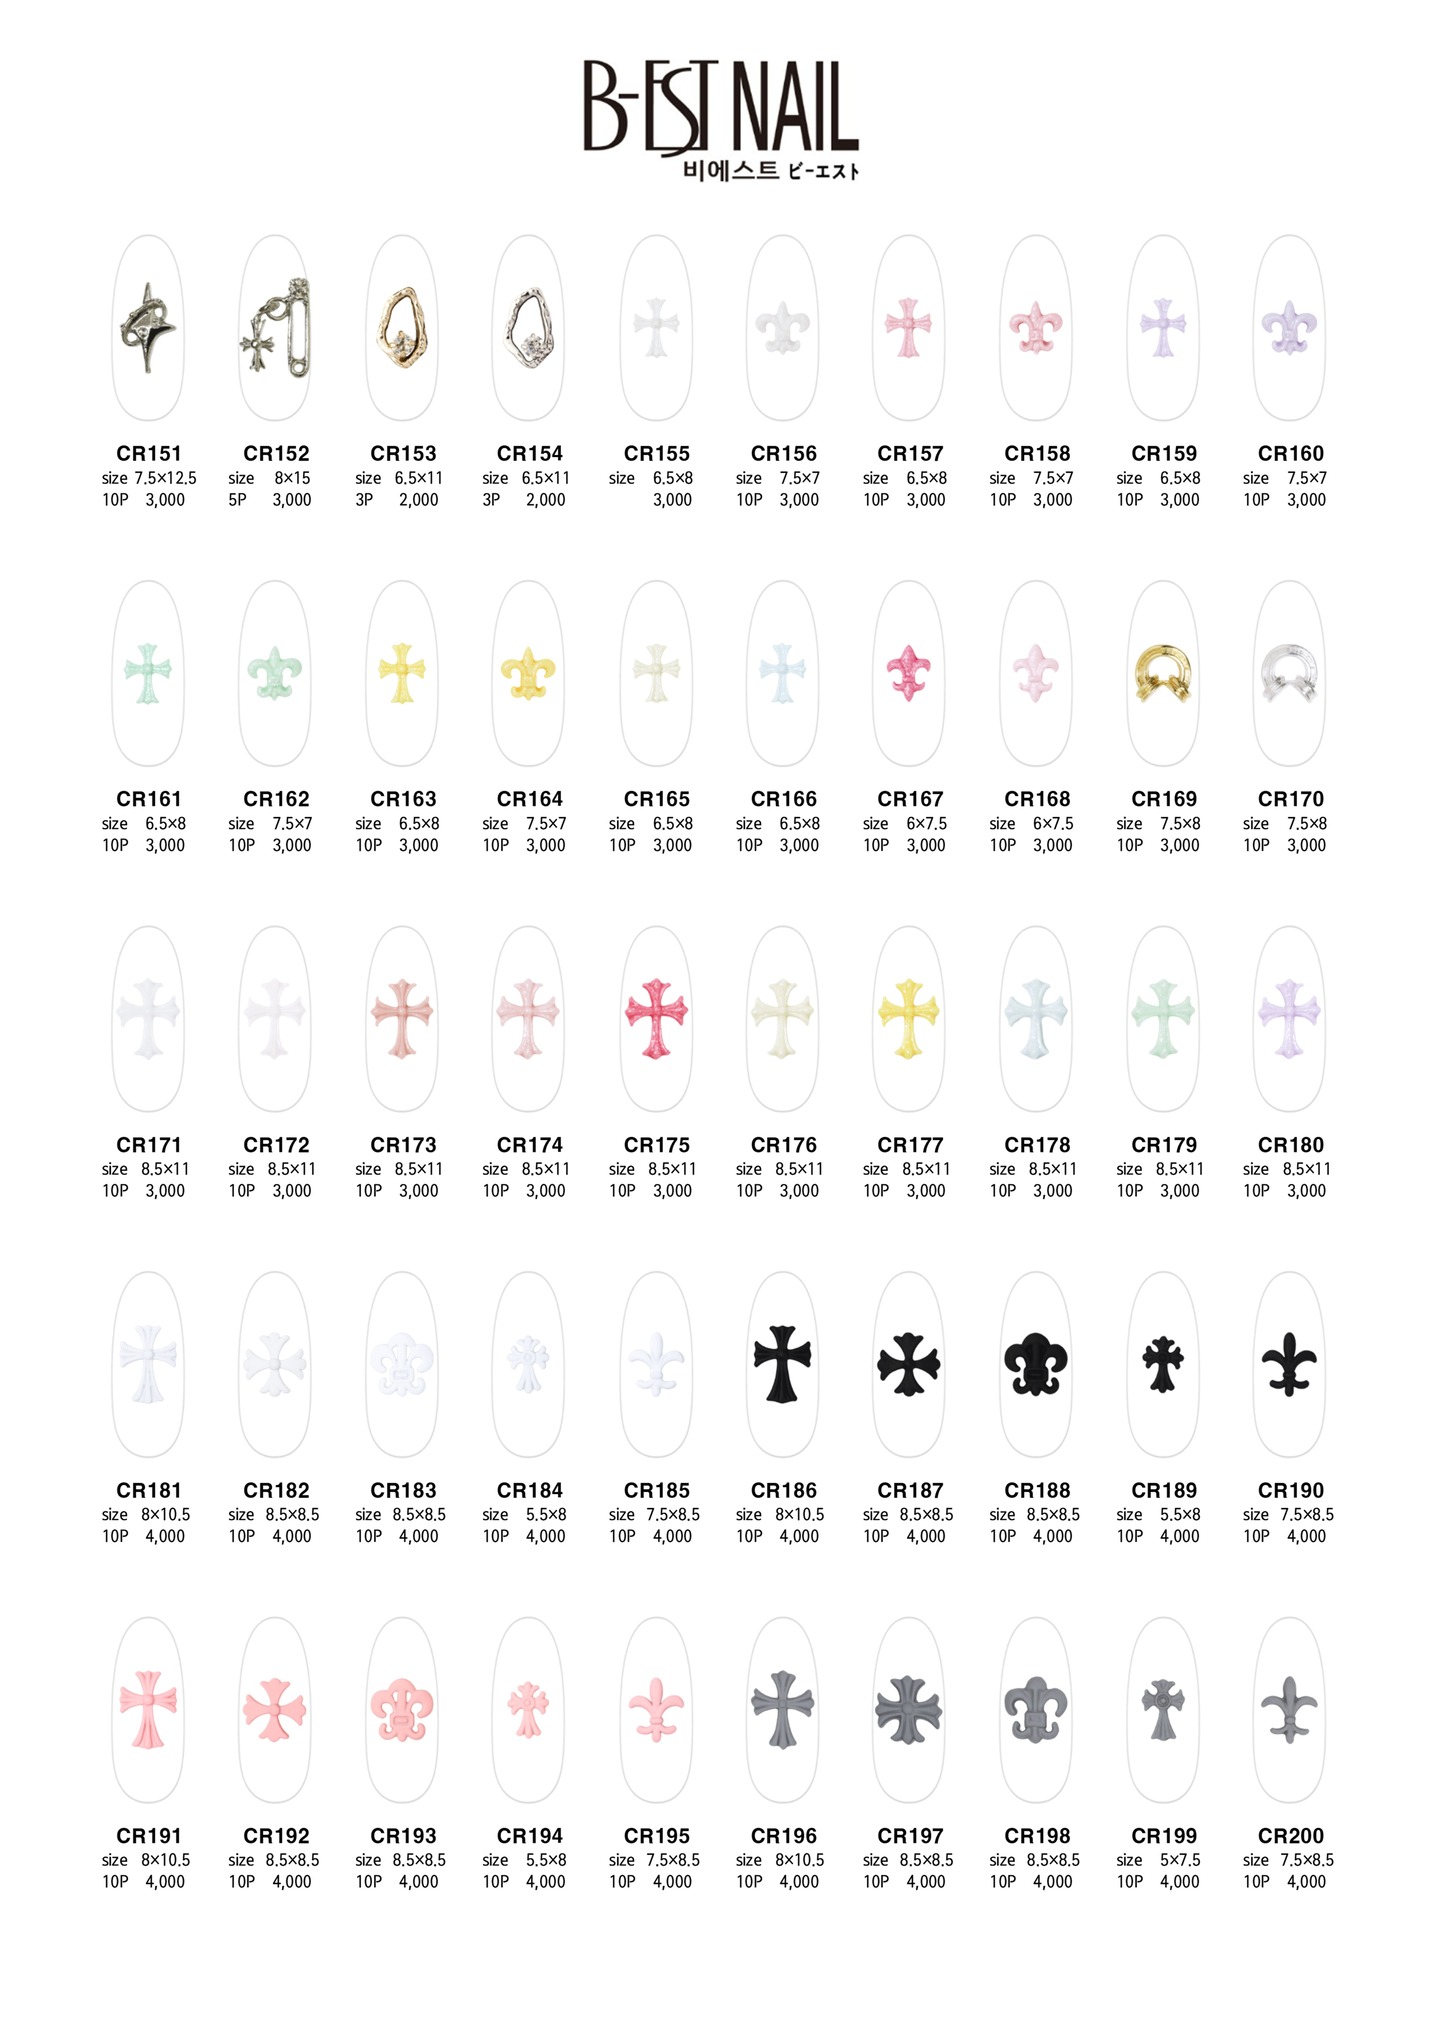 B-EST NAIL
비에스트 ビーエスト
CR151 CR152 CR153 CR154 CR155 CR156 CR157 CR158 CR159 CR160
size 7.5×12.5 size 8×15 size 6.5×11 size 6.5×11 size 6.5×8 size 7.5×7 size 6.5×8 size 7.5×7 size 6.5×8 size 7.5×7
10P 3,000 5P 3,000 3P 2,000 3P 2,000 3,000 10P 3,000 10P 3,000 10P 3,000 10P 3,000 10P 3,000
CR161 CR162 CR163 CR164 CR165 CR166 CR167 CR168 CR169 CR170
size 6.5×8 size 7.5×7 size 6.5×8 size 7.5×7 size 6.5×8 size 6.5×8 size 6×7.5 size 6×7.5 size 7.5×8 size 7.5×8
10P 3,000 10P 3,000 10P 3,000 10P 3,000 10P 3,000 10P 3,000 10P 3,000 10P 3,000 10P 3,000 10P 3,000
CR171 CR172 CR173 CR174 CR175 CR176 CR177 CR178 CR179 CR180
size 8.5×11 size 8.5×11 size 8.5×11 size 8.5×11 size 8.5×11 size 8.5×11 size 8.5×11 size 8.5×11 size 8.5×11 size 8.5×11
10P 3,000 10P 3,000 10P 3,000 10P 3,000 10P 3,000 10P 3,000 10P 3,000 10P 3,000 10P 3,000 10P 3,000
CR181 CR182 CR183 CR184 CR185 CR186 CR187 CR188 CR189 CR190
size 8×10.5 size 8.5×8.5 size 8.5×8.5 size 5.5×8 size 7.5×8.5 size 8×10.5 size 8.5×8.5 size 8.5×8.5 size 5.5×8 size 7.5×8.5
10P 4,000 10P 4,000 10P 4,000 10P 4,000 10P 4,000 10P 4,000 10P 4,000 10P 4,000 10P 4,000 10P 4,000
CR191 CR192 CR193 CR194 CR195 CR196 CR197 CR198 CR199 CR200
size 8×10.5 size 8.5×8.5 size 8.5×8.5 size 5.5×8 size 7.5×8.5 size 8×10.5 size 8.5×8.5 size 8.5×8.5 size 5×7.5 size 7.5×8.5
10P 4,000 10P 4,000 10P 4,000 10P 4,000 10P 4,000 10P 4,000 10P 4,000 10P 4,000 10P 4,000 10P 4,000